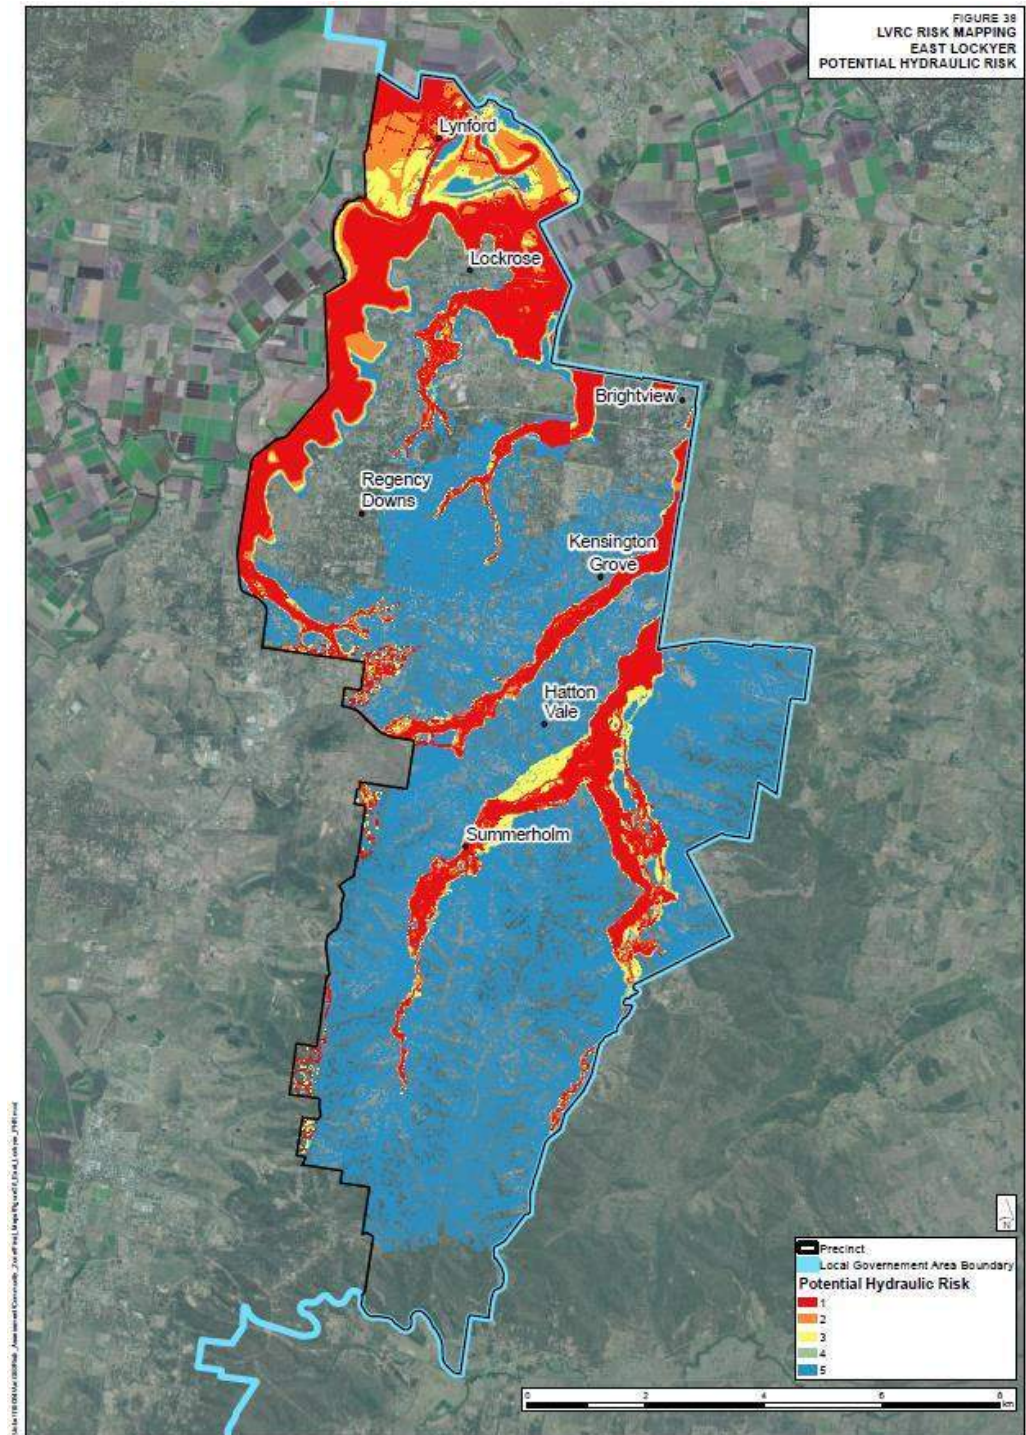 FIGURE 38
LVRC RISK MAPPING
EAST LOCKYER
POTENTIAL HYDRAULIC RISK
Lynford
Lockrose
Brightview
Regency
Downs
Kensington
Grove
Hatton
Vale
Summerholm
N
Precinct
Local Governement Area Boundary
Potential Hydraulic Risk
1
2
3
4
5
0 2 4 6 8
km